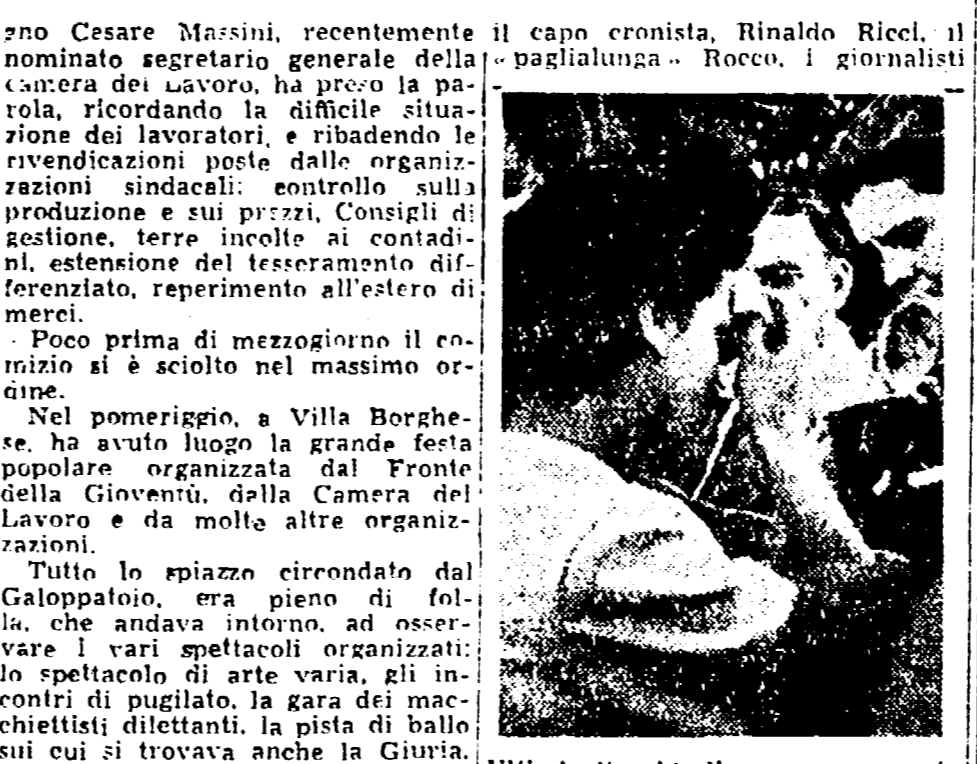 eno Cesare Massini, recentemente
nominato segretario generale della
Camera del Lavoro, ha preso la pa-
rola, ricordando la difficile situa-
zione dei lavoratori, e ribadendo le
rivendicazioni poste dalle organiz-
zazioni sindacali: controllo sulla
produzione e sui prezzi, Consigli di
gestione, terre incolte ai contadi-
ni, estensione del tesseramento dif-
ferenziato, reperimento all'estero di
merci.
Poco prima di mezzogiorno il co-
mizio si è sciolto nel massimo or-
dine.
Nel pomeriggio, a Villa Borghe-
se, ha avuto luogo la grande festa
popolare organizzata dal Fronte
della Gioventù, dalla Camera del
Lavoro e da molte altre organiz-
zazioni.
Tutto lo spiazzo circondato dal
Galoppatoio, era pieno di fol-
la, che andava intorno, ad osser-
vare i vari spettacoli organizzati:
lo spettacolo di arte varia, gli in-
contri di pugilato, la gara dei mac-
chiettisti dilettanti, la pista di ballo
sui cui si trovava anche la Giuria,
il capo cronista, Rinaldo Ricci, il
« paglialunga » Rocco, i giornalisti